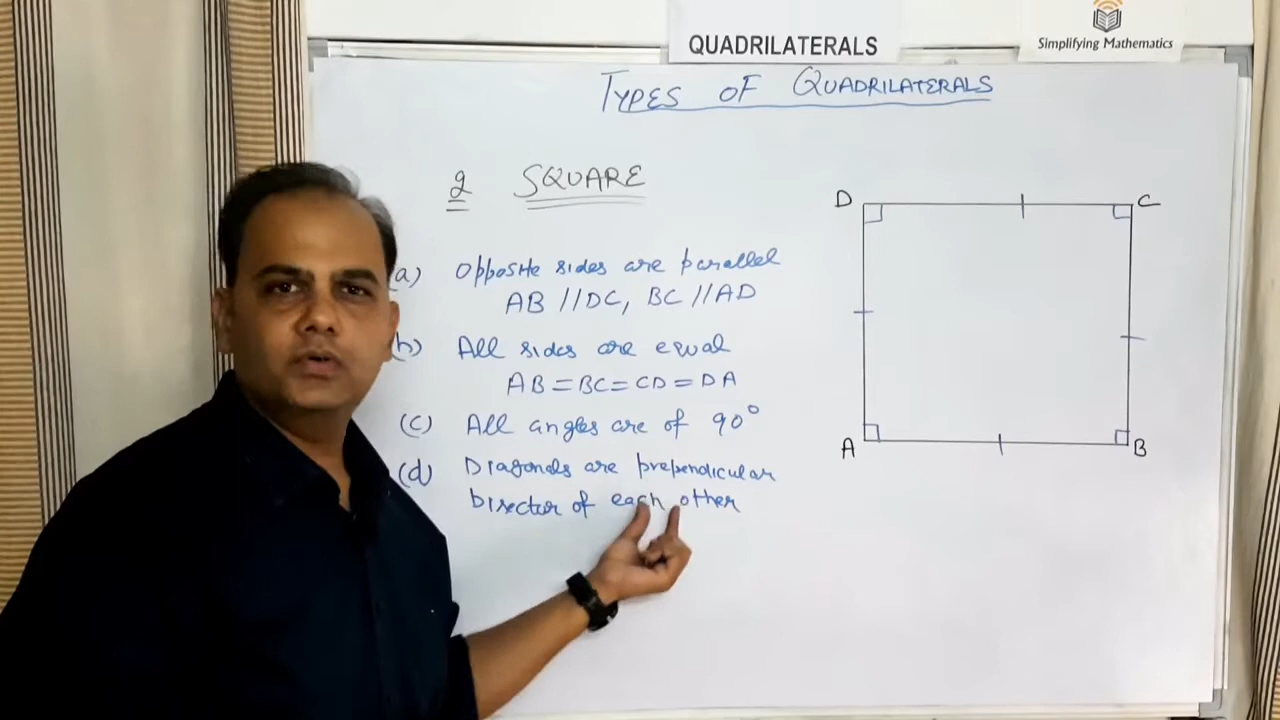 QUADRILATERALS
Simplifying Mathematics
TYPES OF QUADRILATERALS
2 SQUARE
(a) Opposite sides are parallel
AB // DC, BC // AD
(b) All sides are equal
AB = BC = CD = DA
(c) All angles are of 90°
(d) Diagonals are prependicular
bisector of each other
D
C
A
B